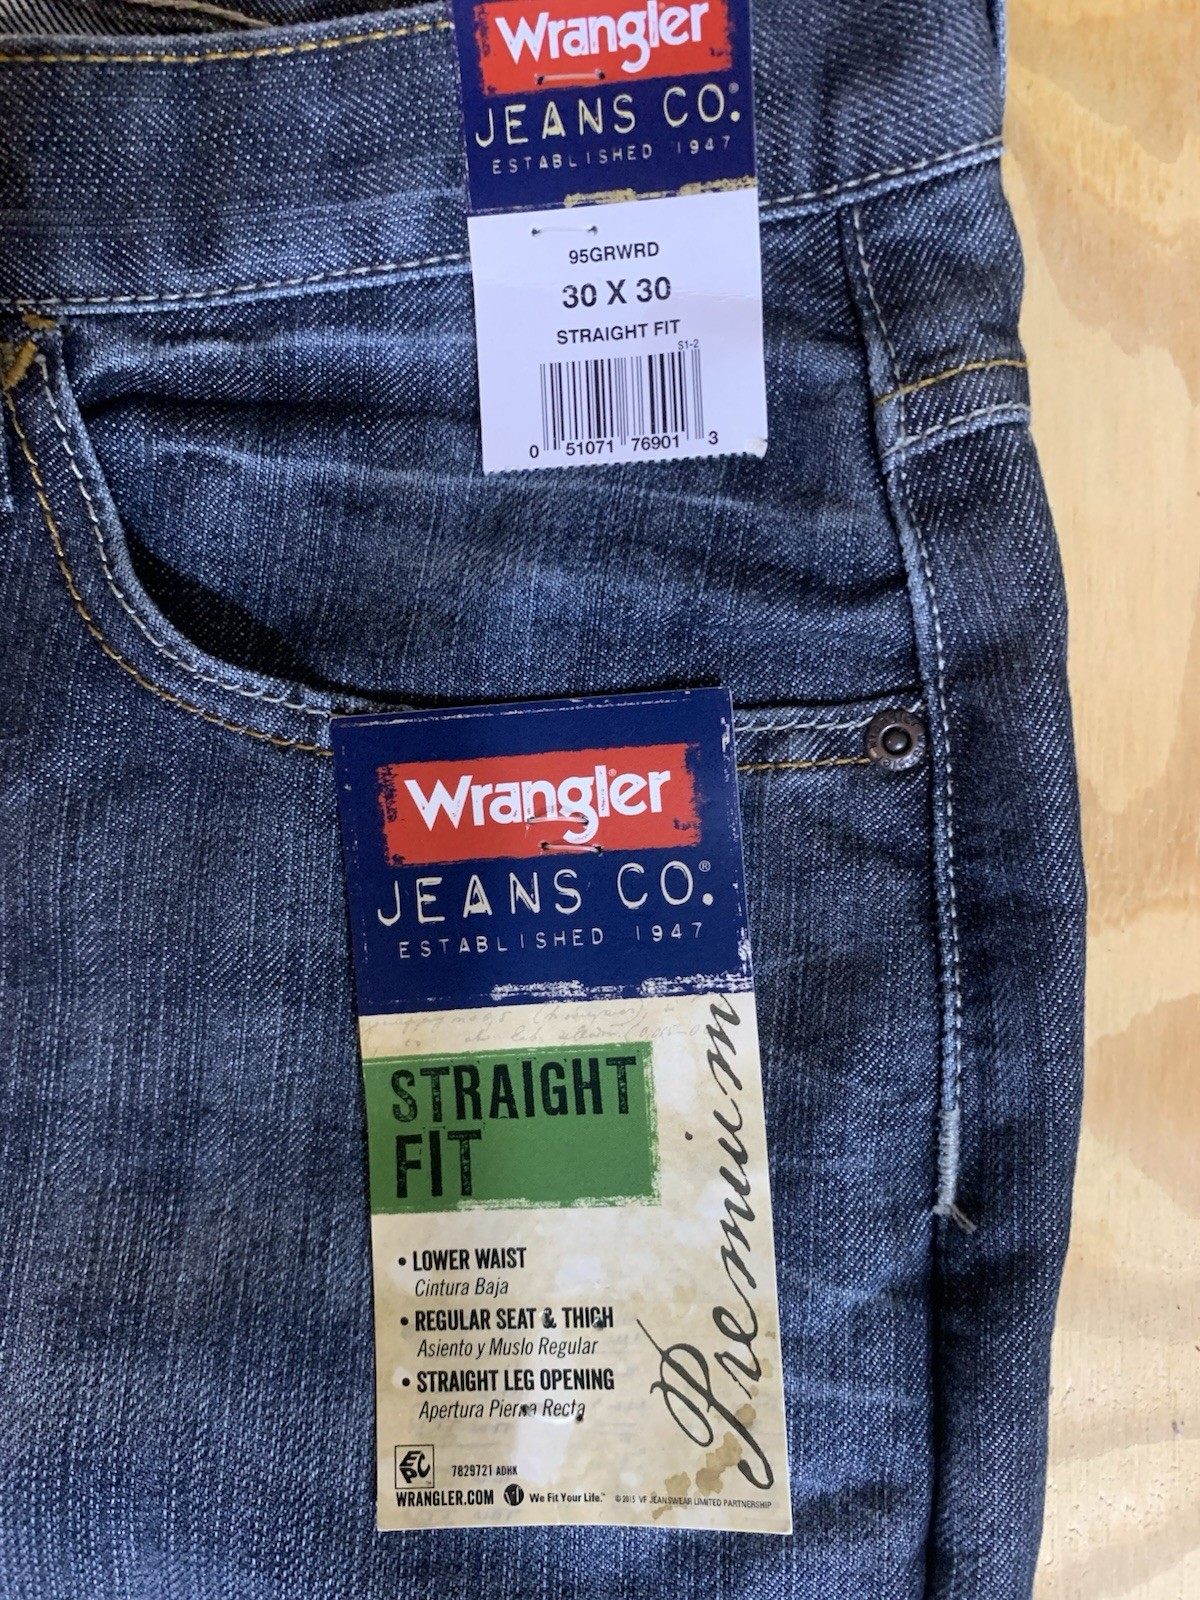 Wrangler
JEANS CO.®
ESTABLISHED 1947
95GRWRD
30 X 30
STRAIGHT FIT
S1-2
0 51071 76901 3
Wrangler®
JEANS CO.®
ESTABLISHED 1947
STRAIGHT
FIT
Premium
• LOWER WAIST
Cintura Baja
• REGULAR SEAT & THIGH
Asiento y Muslo Regular
• STRAIGHT LEG OPENING
Apertura Pierna Recta
EPC
7829721 ADHK
WRANGLER.COM We Fit Your Life.™ ©2015 VF JEANSWEAR LIMITED PARTNERSHIP